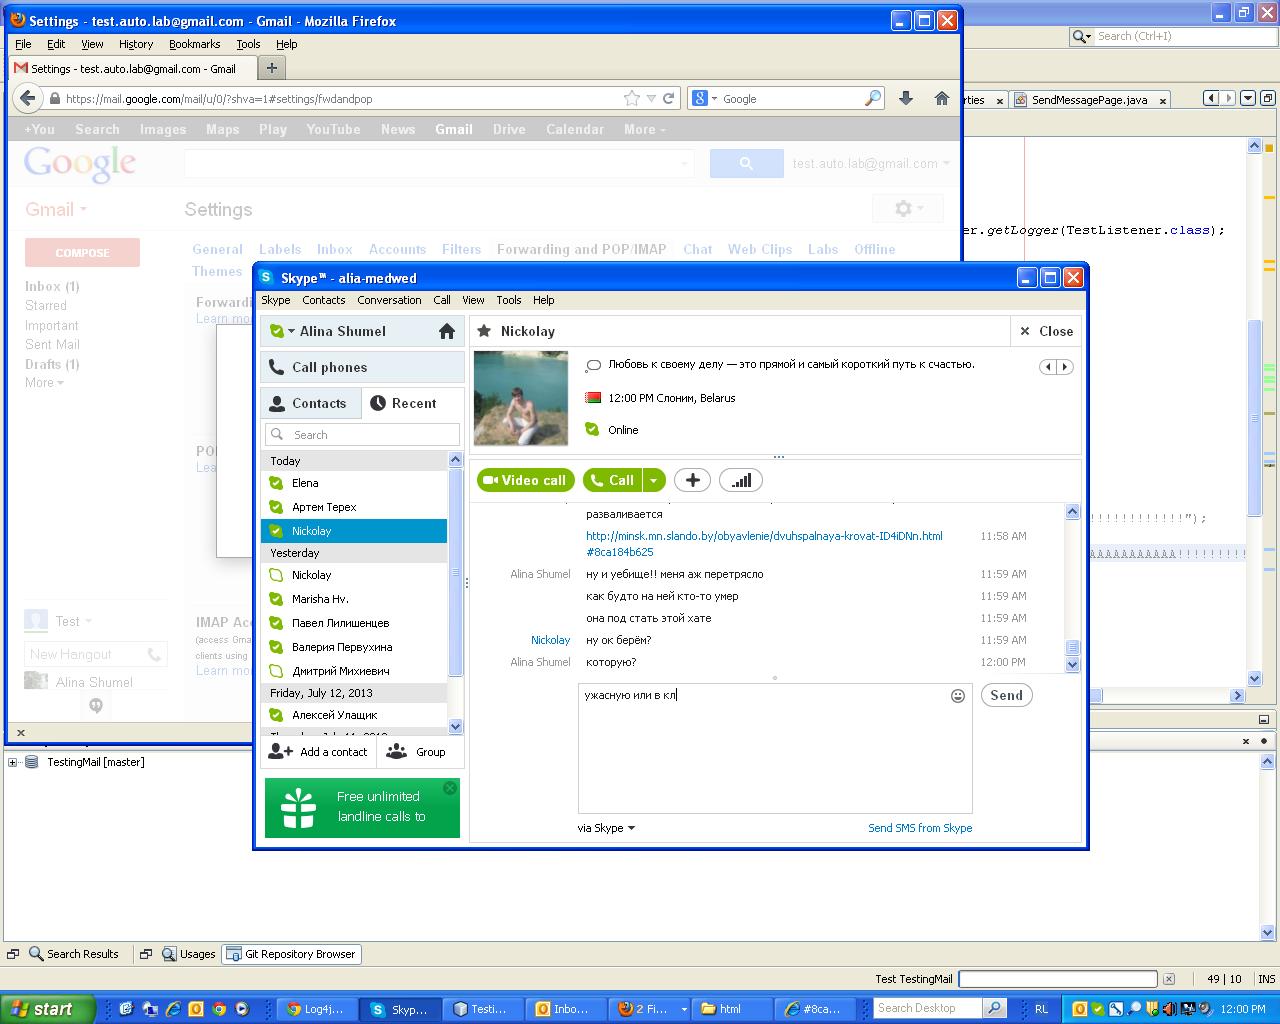 Settings - test.auto.lab@gmail.com - Gmail - Mozilla Firefox
File Edit View History Bookmarks Tools Help
Settings - test.auto.lab@gmail.com - Gmail
https://mail.google.com/mail/u/0/?shva=1#settings/fwdandpop
Google
+You Search Images Maps Play YouTube News Gmail Drive Calendar More
Google
test.auto.lab@gmail.com
Gmail
Settings
COMPOSE
General Labels Inbox Accounts Filters Forwarding and POP/IMAP Chat Web Clips Labs Offline
Themes
Inbox (1)
Starred
Important
Sent Mail
Drafts (1)
More
Learn mo
IMAP Acc
(access Gma
clients using
Learn mo
Test
New Hangout
Alina Shumel
Search (Ctrl+I)
SendMessagePage.java
er.getLogger(TestListener.class);
!!!!!!!!!!!!!");
Skype™ - alia-medwed
Skype Contacts Conversation Call View Tools Help
Alina Shumel
Call phones
Contacts Recent
Search
Today
Elena
Артем Терех
Nickolay
Yesterday
Nickolay
Marisha Hv.
Павел Лилишенцев
Валерия Первухина
Дмитрий Михиевич
Friday, July 12, 2013
Алексей Улащик
Add a contact Group
Free unlimited
landline calls to
Nickolay
Close
Любовь к своему делу — это прямой и самый короткий путь к счастью.
12:00 PM Слоним, Belarus
Online
Video call Call
разваливается
http://minsk.mn.slando.by/obyavlenie/dvuhspalnaya-krovat-ID4iDNn.html 11:58 AM
#8ca184b625
Alina Shumel ну и уебище!! меня аж перетрясло 11:59 AM
как будто на ней кто-то умер 11:59 AM
она под стать этой хате 11:59 AM
Nickolay ну ок берём? 11:59 AM
Alina Shumel которую? 12:00 PM
ужасную или в кл
Send
via Skype Send SMS from Skype
TestingMail [master]
Search Results Usages Git Repository Browser
Test TestingMail 49 | 10 INS
start Log4j... Skyp... Testi... Inbo... 2 Fi... html #8ca... Search Desktop RL 12:00 PM